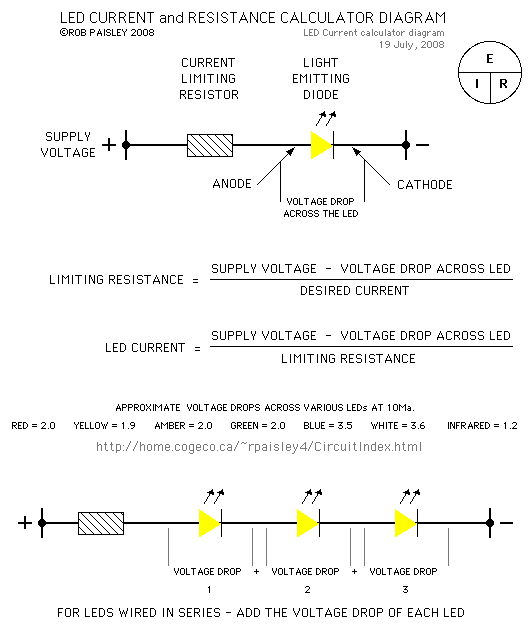 LED CURRENT and RESISTANCE CALCULATOR DIAGRAM
©ROB PAISLEY 2008
LED Current calculator diagram
19 July, 2008
E
I R
CURRENT
LIMITING
RESISTOR
LIGHT
EMITTING
DIODE
SUPPLY
VOLTAGE
+
−
ANODE
CATHODE
VOLTAGE DROP
ACROSS THE LED
LIMITING RESISTANCE =
SUPPLY VOLTAGE - VOLTAGE DROP ACROSS LED
DESIRED CURRENT
LED CURRENT =
SUPPLY VOLTAGE - VOLTAGE DROP ACROSS LED
LIMITING RESISTANCE
APPROXIMATE VOLTAGE DROPS ACROSS VARIOUS LEDs AT 10Ma.
RED = 2.0 YELLOW = 1.9 AMBER = 2.0 GREEN = 2.0 BLUE = 3.5 WHITE = 3.6 INFRARED = 1.2
http://home.cogeco.ca/~rpaisley4/CircuitIndex.html
+
−
VOLTAGE DROP + VOLTAGE DROP + VOLTAGE DROP
1 2 3
FOR LEDS WIRED IN SERIES - ADD THE VOLTAGE DROP OF EACH LED